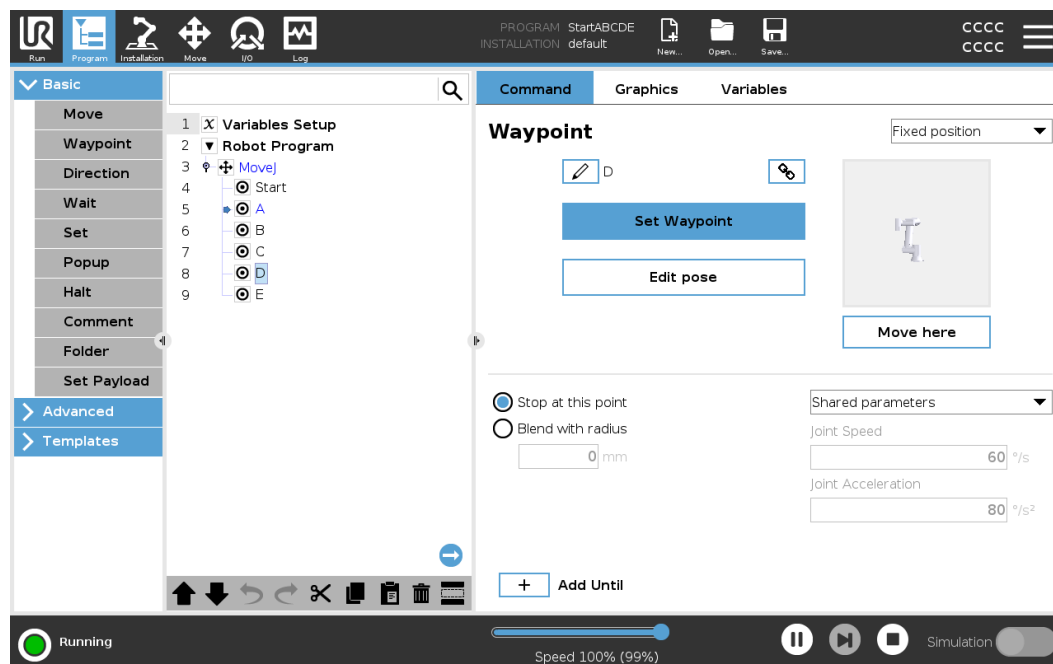 PROGRAM StartABCDE
INSTALLATION default
New... Open... Save...
CCCC
CCCC
UR
Run Program Installation Move I/O Log
Basic
Move
Waypoint
Direction
Wait
Set
Popup
Halt
Comment
Folder
Set Payload
Advanced
Templates
1 X Variables Setup
2 ▼ Robot Program
3 MoveJ
4 Start
5 A
6 B
7 C
8 D
9 E
Command Graphics Variables
Waypoint
Fixed position
D
Set Waypoint
Edit pose
Move here
Stop at this point
Blend with radius
0 mm
Shared parameters
Joint Speed
60 °/s
Joint Acceleration
80 °/s²
+ Add Until
Running
Speed 100% (99%)
Simulation